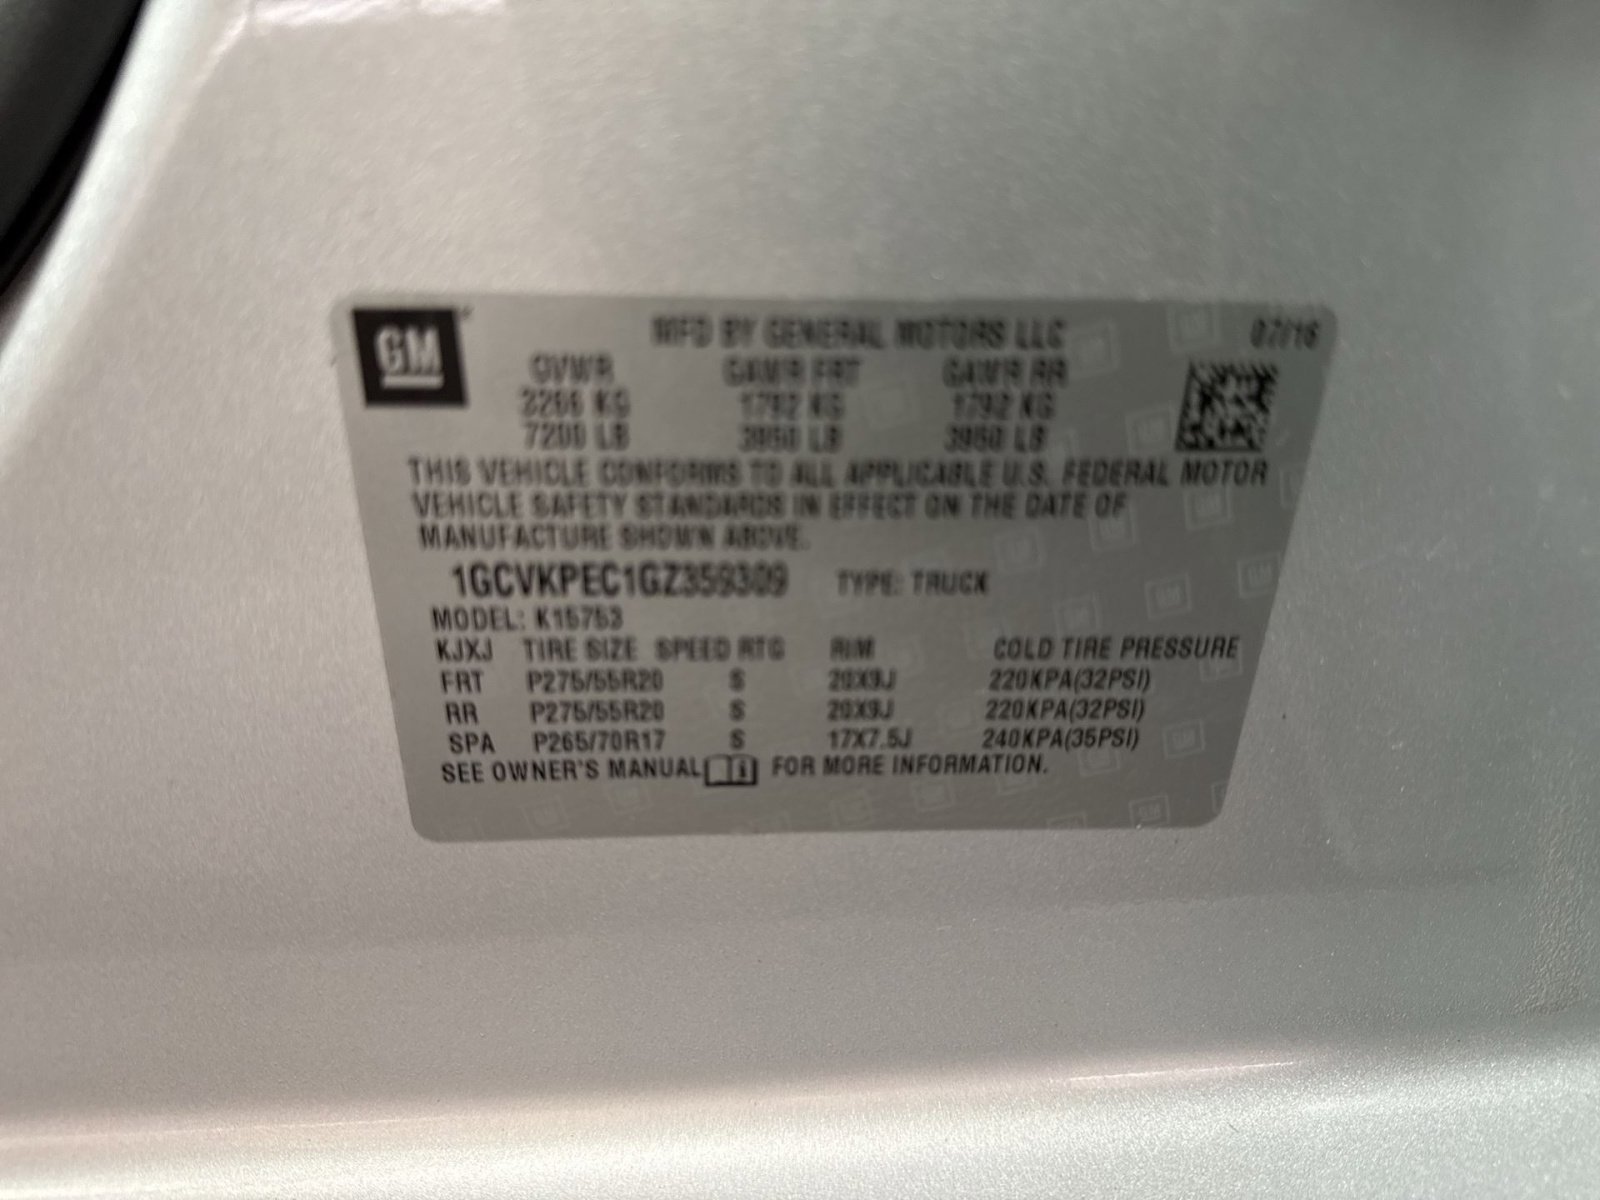 GM
MFD BY GENERAL MOTORS LLC 07/16
GVWR GAWR FRT GAWR RR
3266 KG 1792 KG 1792 KG
7200 LB 3950 LB 3950 LB
THIS VEHICLE CONFORMS TO ALL APPLICABLE U.S. FEDERAL MOTOR
VEHICLE SAFETY STANDARDS IN EFFECT ON THE DATE OF
MANUFACTURE SHOWN ABOVE.
1GCVKPEC1GZ359309 TYPE: TRUCK
MODEL: K15753
KJXJ TIRE SIZE SPEED RTG RIM COLD TIRE PRESSURE
FRT P275/55R20 S 20X9J 220KPA(32PSI)
RR P275/55R20 S 20X9J 220KPA(32PSI)
SPA P265/70R17 S 17X7.5J 240KPA(35PSI)
SEE OWNER'S MANUAL FOR MORE INFORMATION.